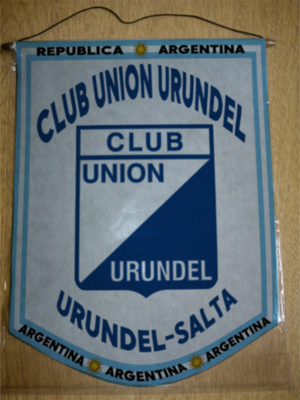 REPUBLICA ARGENTINA
CLUB UNION URUNDEL
CLUB
UNION
URUNDEL
URUNDEL-SALTA
ARGENTINA ARGENTINA ARGENTINA